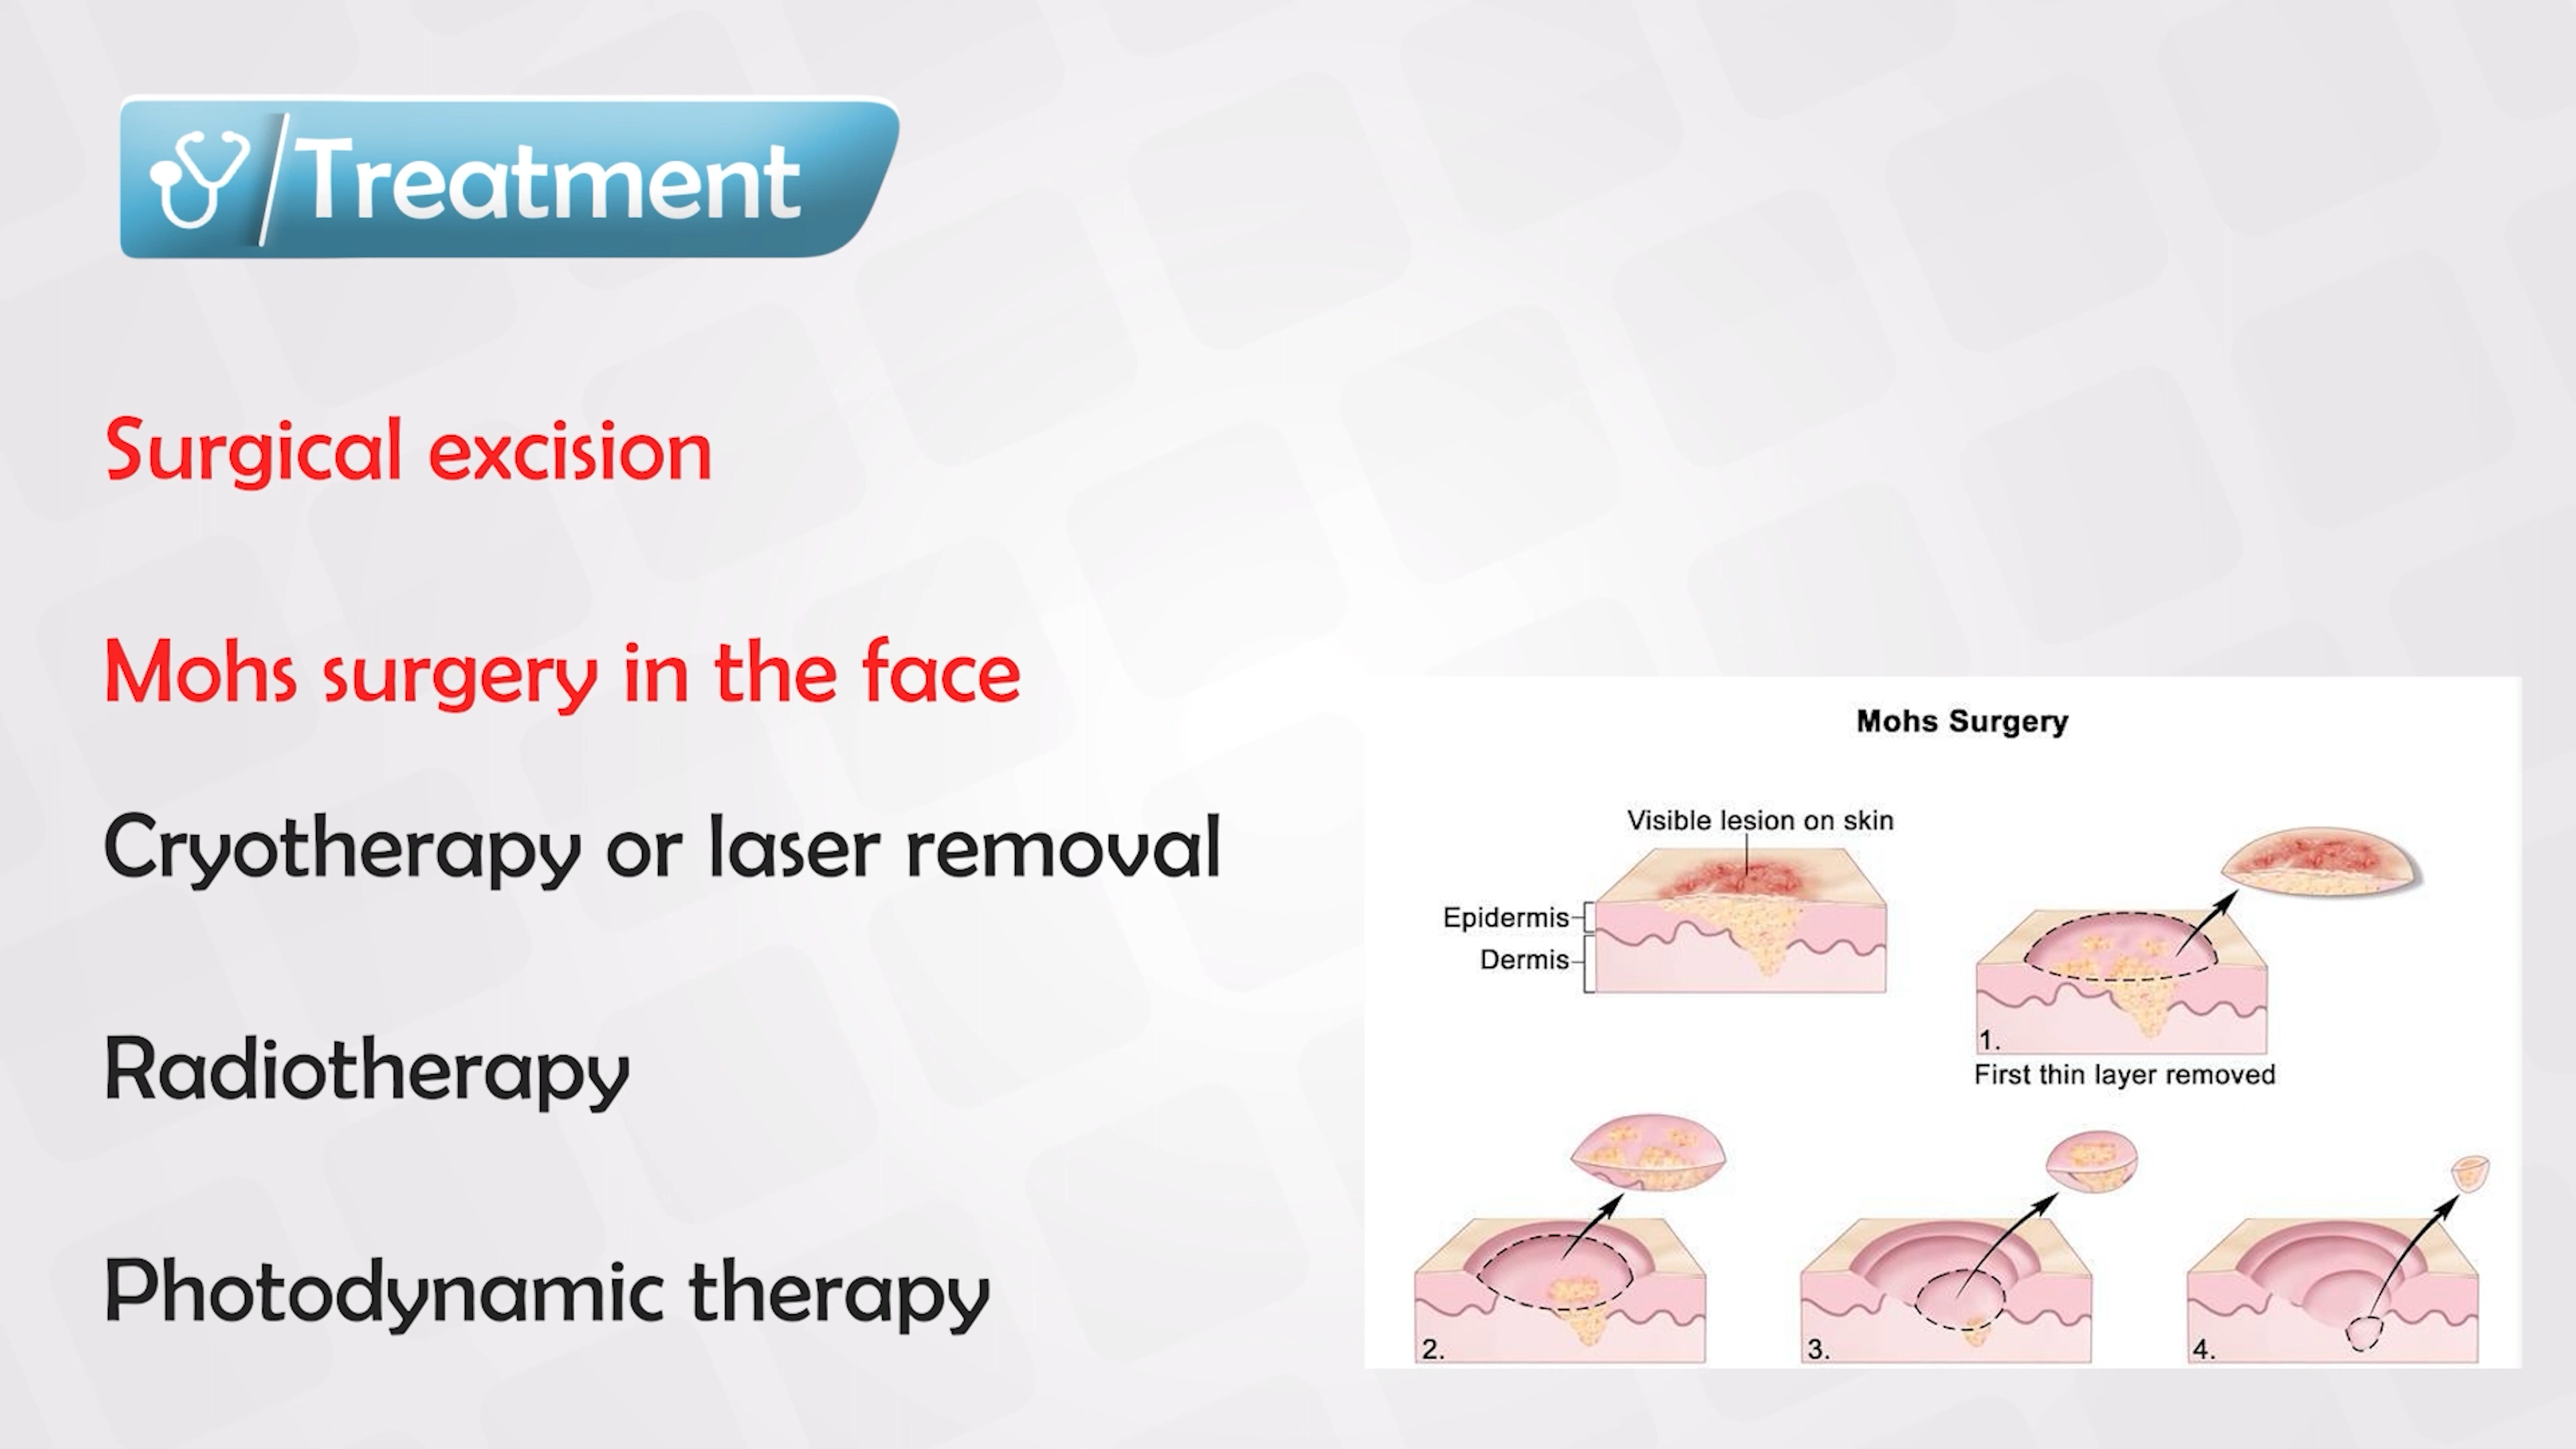 Treatment
Surgical excision
Mohs surgery in the face
Cryotherapy or laser removal
Radiotherapy
Photodynamic therapy
Mohs Surgery
Visible lesion on skin
Epidermis
Dermis
1.
First thin layer removed
2.
3.
4.